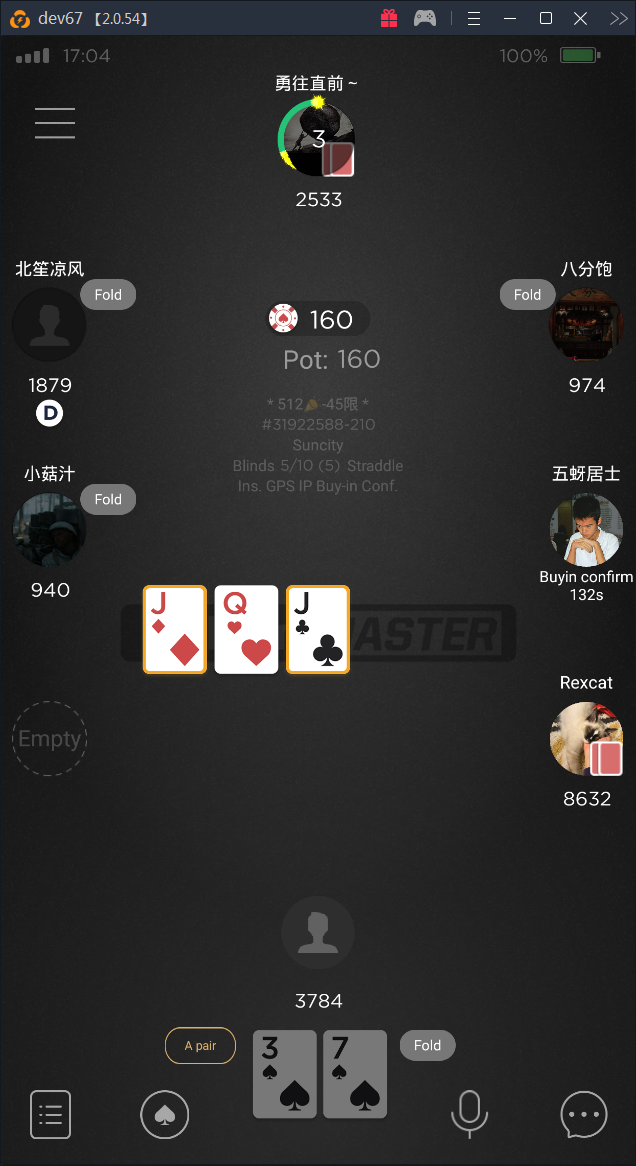 dev67 【2.0.54】
17:04
100%
勇往直前 ~
3
2533
北笙凉风
Fold
八分饱
Fold
160
Pot: 160
1879
974
D
* 512🎉-45限 *
#31922588-210
Suncity
Blinds 5/10 (5) Straddle
Ins. GPS IP Buy-in Conf.
小菇汁
Fold
五蚜居士
940
Buyin confirm
132s
J
Q
J
ASTER
Rexcat
Empty
8632
3784
A pair
3
7
Fold